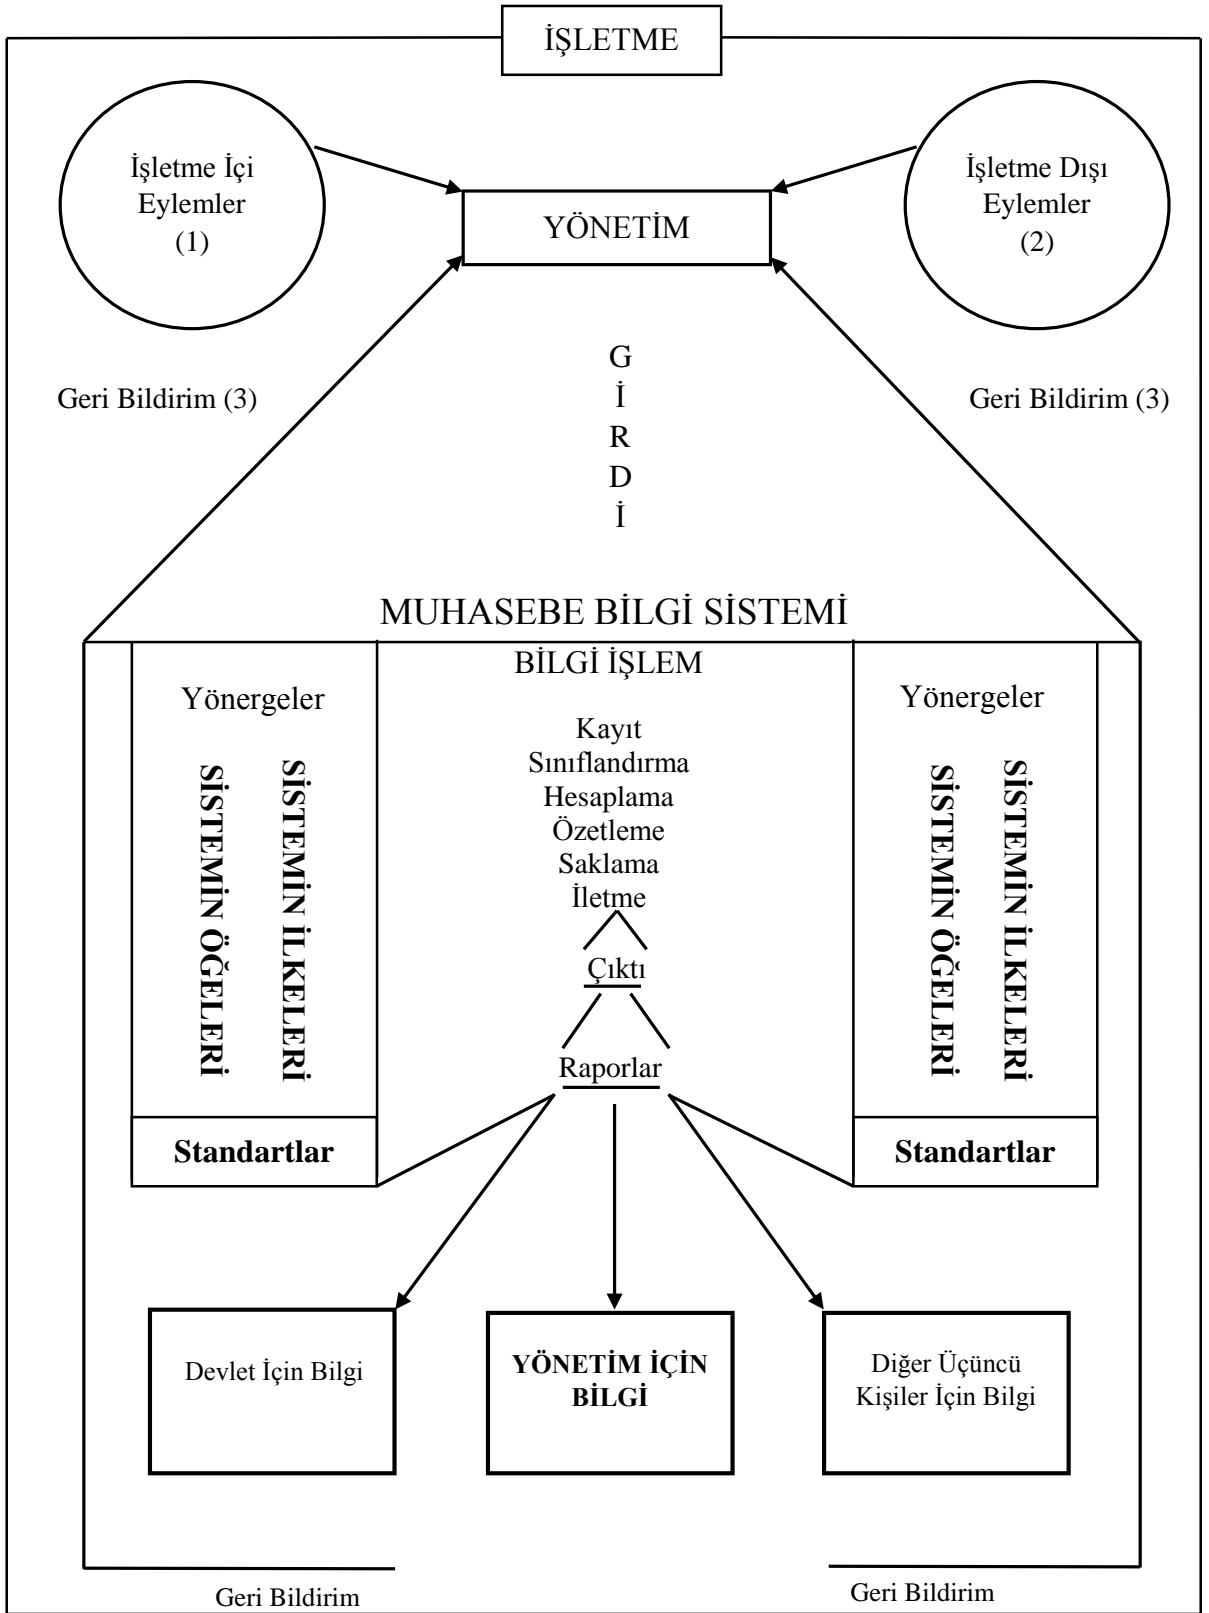 İŞLETME
İşletme İçi
Eylemler
(1)
İşletme Dışı
Eylemler
(2)
YÖNETİM
Geri Bildirim (3)
G
İ
R
D
İ
Geri Bildirim (3)
MUHASEBE BİLGİ SİSTEMİ
Yönergeler
SİSTEMİN ÖĞELERİ
SİSTEMİN İLKELERİ
Standartlar
BİLGİ İŞLEM
Kayıt
Sınıflandırma
Hesaplama
Özetleme
Saklama
İletme
Çıktı
Raporlar
Yönergeler
SİSTEMİN ÖĞELERİ
SİSTEMİN İLKELERİ
Standartlar
Devlet İçin Bilgi
YÖNETİM İÇİN
BİLGİ
Diğer Üçüncü
Kişiler İçin Bilgi
Geri Bildirim
Geri Bildirim